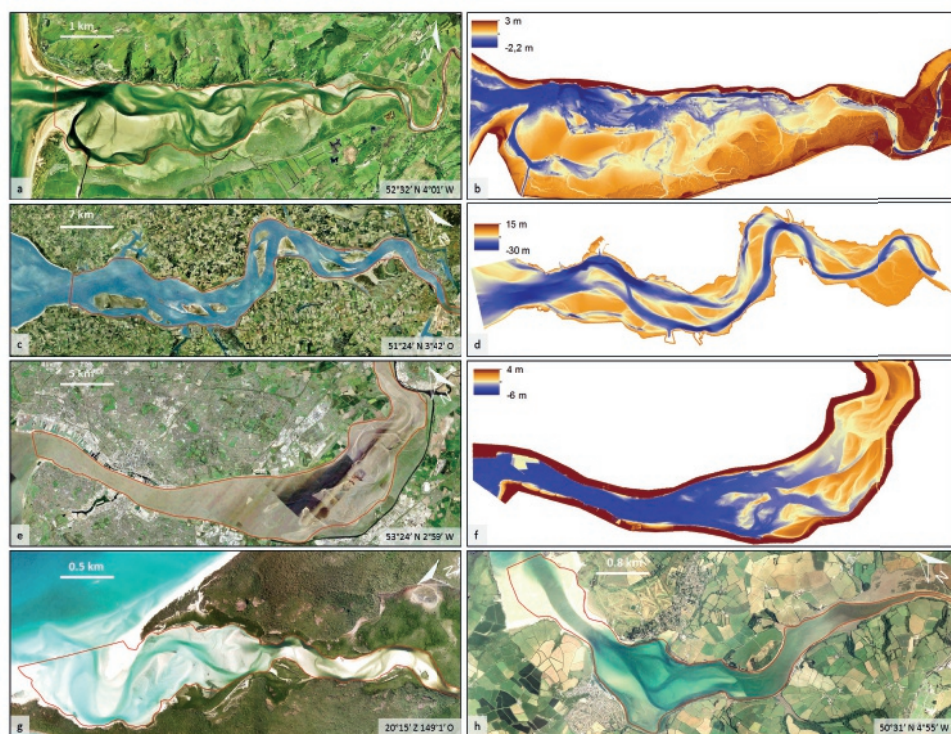 1 km
a
52°32' N 4°01' W
3 m
-2,2 m
b
7 km
c
51°24' N 3°42' O
15 m
-30 m
d
5 km
e
53°24' N 2°59' W
4 m
-6 m
f
0.5 km
g
20°15' Z 149°1' O
0.8 km
h
50°31' N 4°55' W